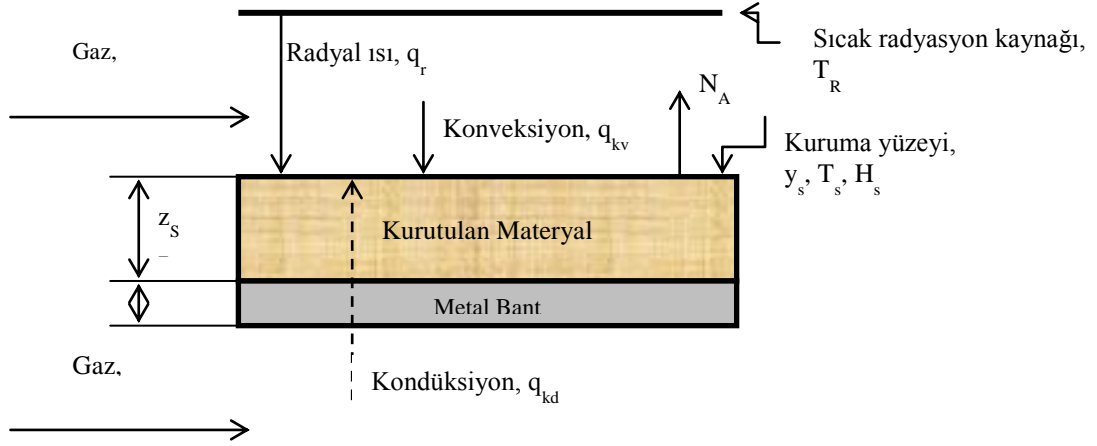 Gaz,
Radyal ısı, q_r
Sıcak radyasyon kaynağı,
T_R
N_A
Konveksiyon, q_kv
Kuruma yüzeyi,
y_s, T_s, H_s
z_S
Kurutulan Materyal
Metal Bant
Gaz,
Kondüksiyon, q_kd